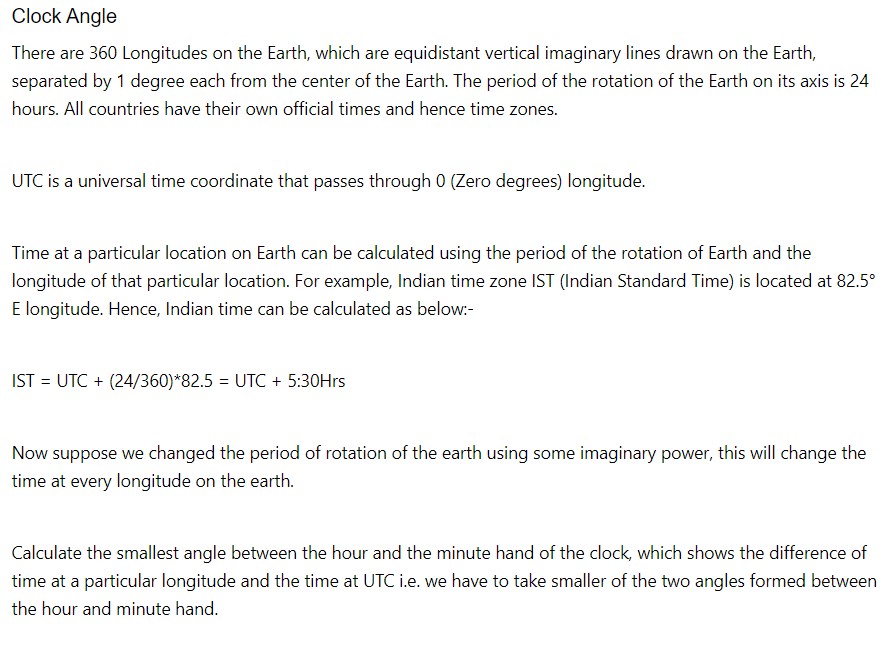 Clock Angle
There are 360 Longitudes on the Earth, which are equidistant vertical imaginary lines drawn on the Earth,
separated by 1 degree each from the center of the Earth. The period of the rotation of the Earth on its axis is 24
hours. All countries have their own official times and hence time zones.
UTC is a universal time coordinate that passes through 0 (Zero degrees) longitude.
Time at a particular location on Earth can be calculated using the period of the rotation of Earth and the
longitude of that particular location. For example, Indian time zone IST (Indian Standard Time) is located at 82.5°
E longitude. Hence, Indian time can be calculated as below:-
IST = UTC + (24/360)*82.5 = UTC + 5:30Hrs
Now suppose we changed the period of rotation of the earth using some imaginary power, this will change the
time at every longitude on the earth.
Calculate the smallest angle between the hour and the minute hand of the clock, which shows the difference of
time at a particular longitude and the time at UTC i.e. we have to take smaller of the two angles formed between
the hour and minute hand.